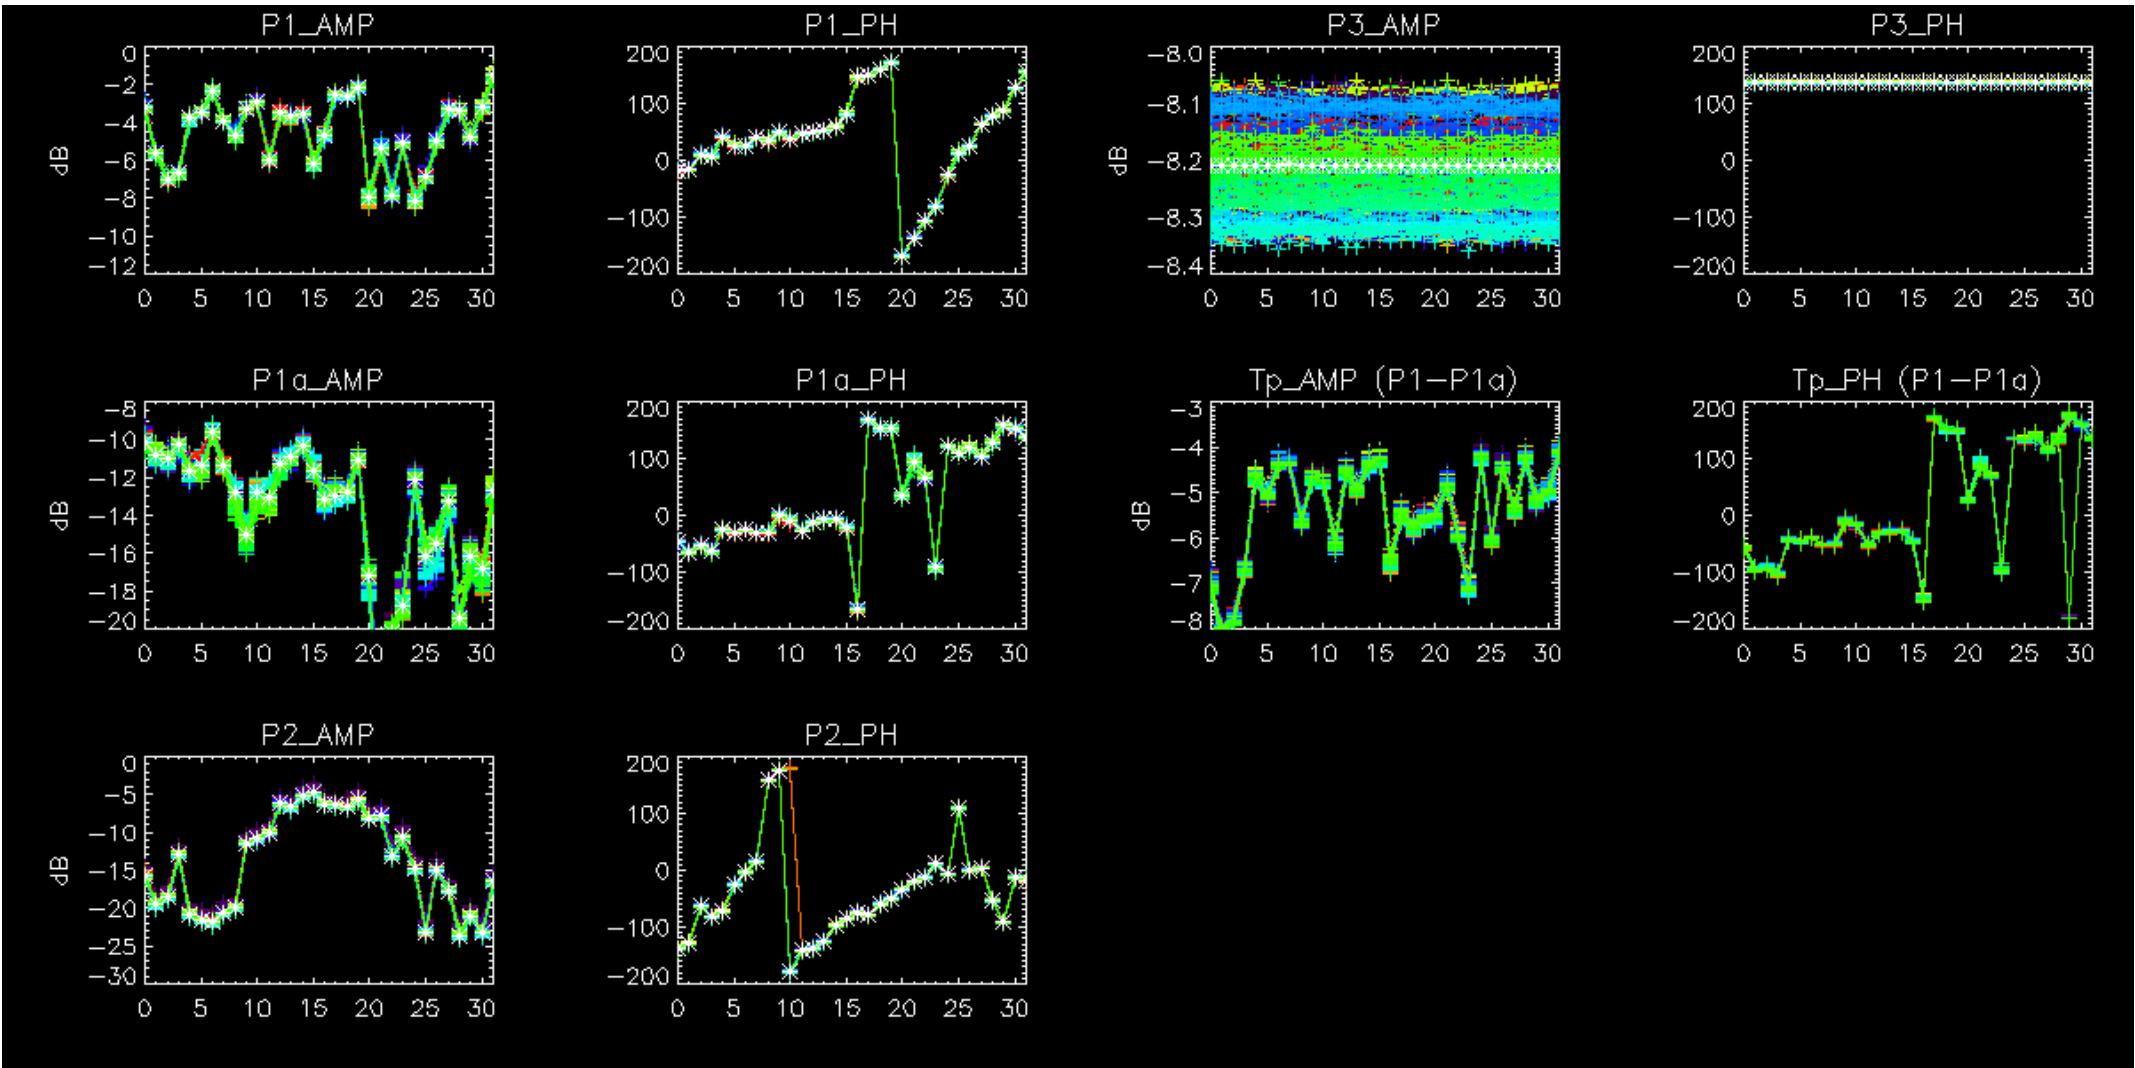 P1_AMP P1_PH P3_AMP P3_PH
0 200 -8.0 200
-2 100 -8.1 100
-4 0 -8.2 0
-6 -100 -8.3 -100
-8 -200 -8.4 -200
-10
-12
dB dB
0 5 10 15 20 25 30 0 5 10 15 20 25 30 0 5 10 15 20 25 30 0 5 10 15 20 25 30
P1a_AMP P1a_PH Tp_AMP (P1-P1a) Tp_PH (P1-P1a)
-8 200 -3 200
-10 100 -4 100
-12 0 -5 0
-14 -100 -6 -100
-16 -200 -7 -200
-18 -8
-20
dB dB
0 5 10 15 20 25 30 0 5 10 15 20 25 30 0 5 10 15 20 25 30 0 5 10 15 20 25 30
P2_AMP P2_PH
0 200
-5 100
-10 0
-15 -100
-20 -200
-25
-30
dB
0 5 10 15 20 25 30 0 5 10 15 20 25 30